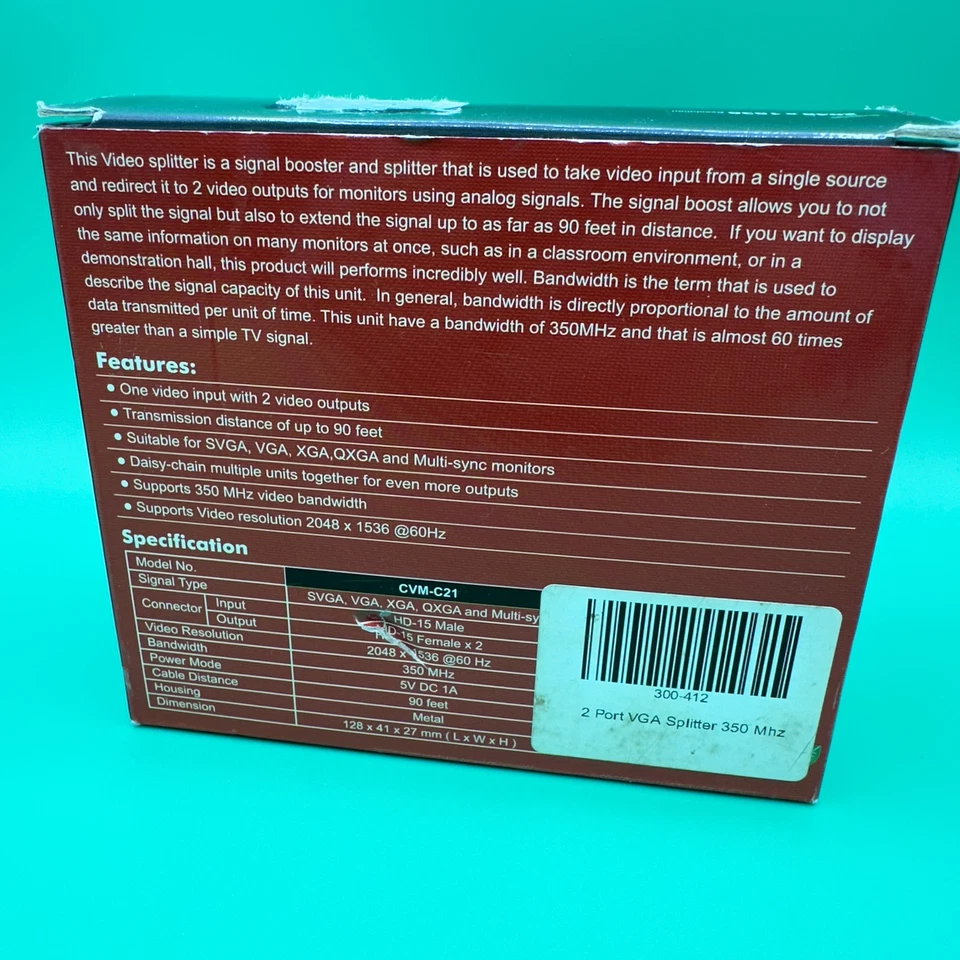 This Video splitter is a signal booster and splitter that is used to take video input from a single source
and redirect it to 2 video outputs for monitors using analog signals. The signal boost allows you to not
only split the signal but also to extend the signal up to as far as 90 feet in distance. If you want to display
the same information on many monitors at once, such as in a classroom environment, or in a
demonstration hall, this product will performs incredibly well. Bandwidth is the term that is used to
describe the signal capacity of this unit. In general, bandwidth is directly proportional to the amount of
data transmitted per unit of time. This unit have a bandwidth of 350MHz and that is almost 60 times
greater than a simple TV signal.
Features:
• One video input with 2 video outputs
• Transmission distance of up to 90 feet
• Suitable for SVGA, VGA, XGA,QXGA and Multi-sync monitors
• Daisy-chain multiple units together for even more outputs
• Supports 350 MHz video bandwidth
• Supports Video resolution 2048 x 1536 @60Hz
Specification
Model No. CVM-C21
Signal Type SVGA, VGA, XGA, QXGA and Multi-sy
Connector Input HD-15 Male
Output D-15 Female x 2
Video Resolution 2048 x 1536 @60 Hz
Bandwidth 350 MHz
Power Mode 5V DC 1A
Cable Distance 90 feet
Housing Metal
Dimension 128 x 41 x 27 mm ( L x W x H )
300-412
2 Port VGA Splitter 350 Mhz